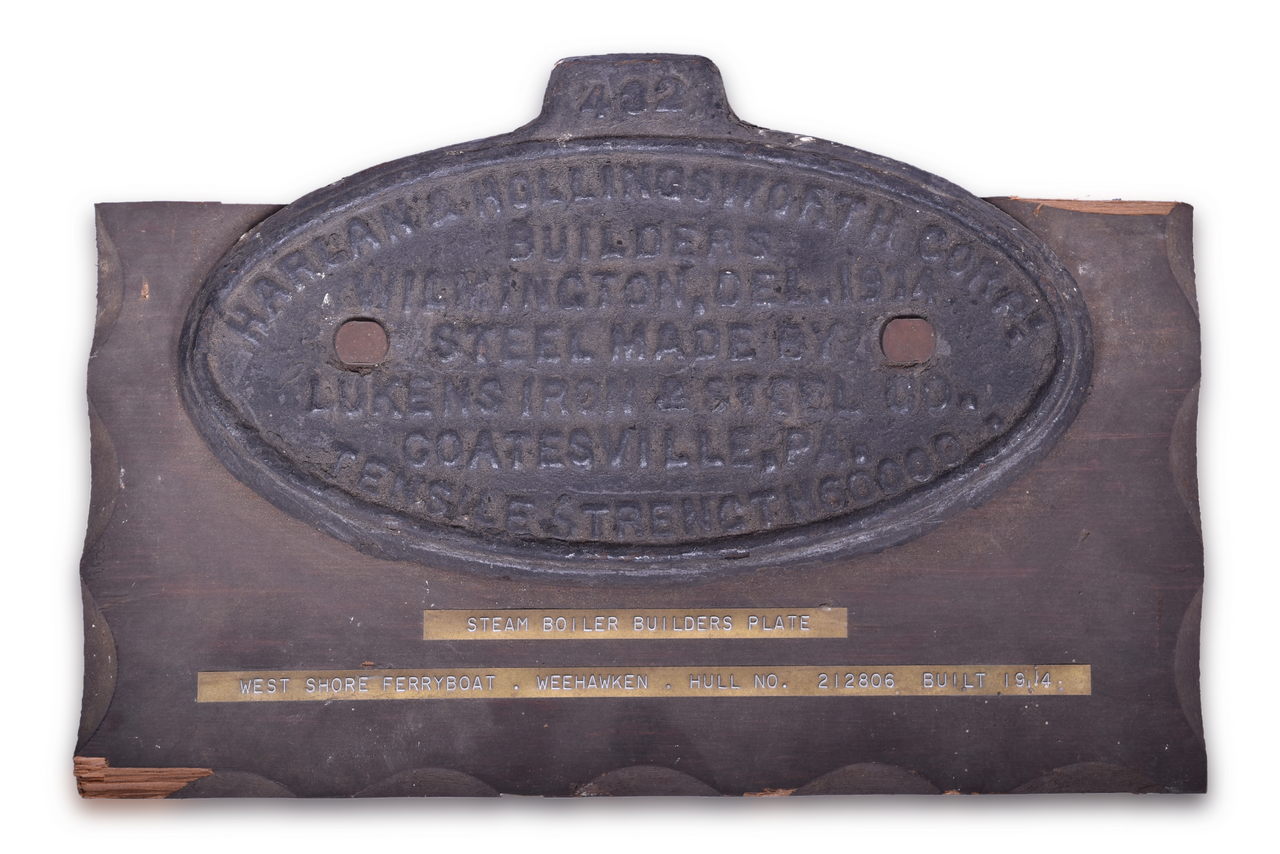 432
HARLAN & HOLLINGSWORTH CORP'N.
BUILDERS
WILMINGTON, DEL. 1914.
STEEL MADE BY
LUKENS IRON & STEEL CO.,
COATESVILLE, PA.
TENSILE STRENGTH 60000.
STEAM BOILER BUILDERS PLATE
WEST SHORE FERRYBOAT . WEEHAWKEN . HULL NO. 212806 BUILT 1914.